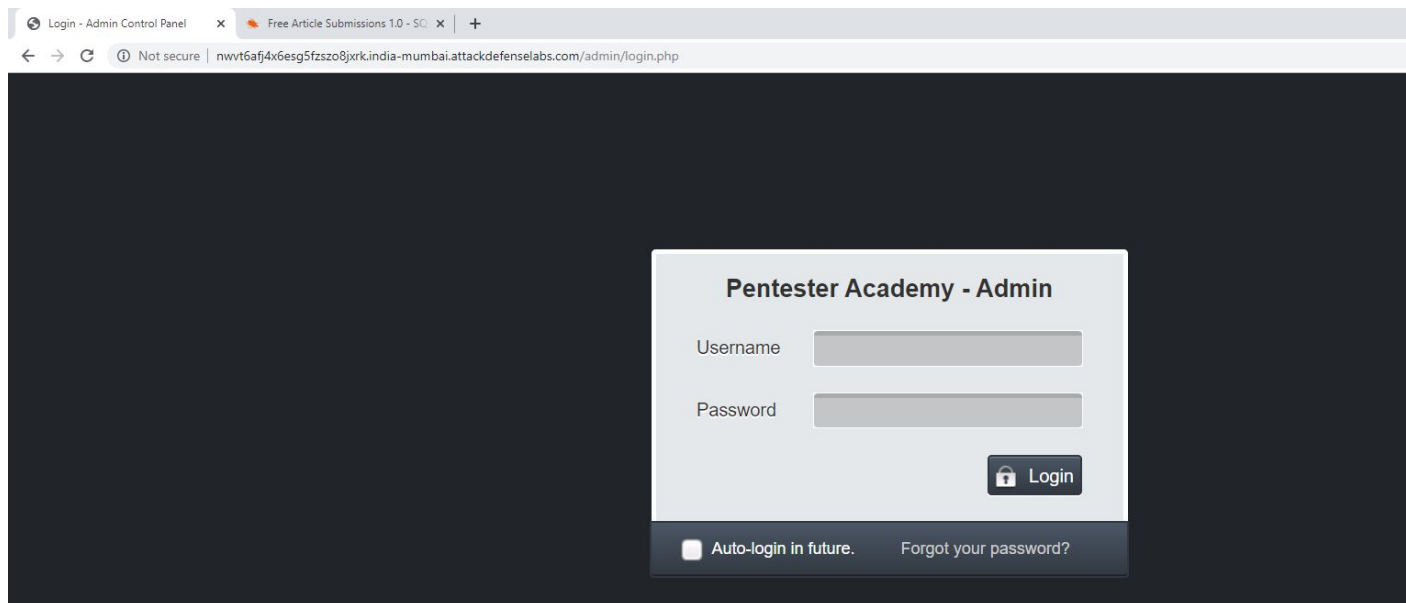 Login - Admin Control Panel
Free Article Submissions 1.0 - SQ
Not secure | nwvt6afj4x6esg5fzszo8jxrk.india-mumbai.attackdefenselabs.com/admin/login.php
Pentester Academy - Admin
Username
Password
Login
Auto-login in future. Forgot your password?